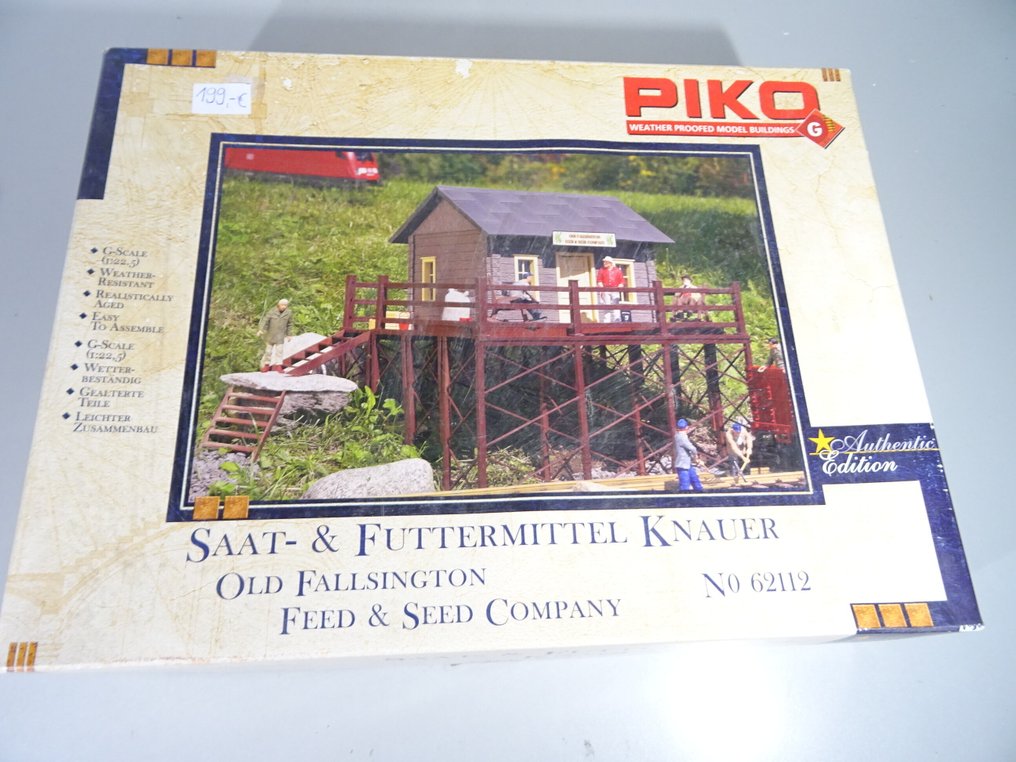 199,-€
PIKO
WEATHER PROOFED MODEL BUILDINGS
G
G-SCALE
(1:22,5)
WEATHER-
RESISTANT
REALISTICALLY
AGED
EASY
TO ASSEMBLE
G-SCALE
(1:22,5)
WETTER-
BESTÄNDIG
GEALTERTE
TEILE
LEICHTER
ZUSAMMENBAU
Authentic
Edition
SAAT- & FUTTERMITTEL KNAUER
OLD FALLSINGTON
NO 62112
FEED & SEED COMPANY